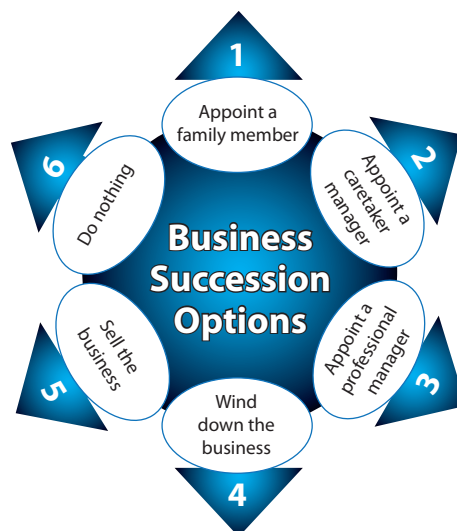 1
Appoint a
family member
2
Appoint a
caretaker
manager
3
Appoint a
professional
manager
4
Wind
down the
business
5
Sell the
business
6
Do nothing
Business
Succession
Options